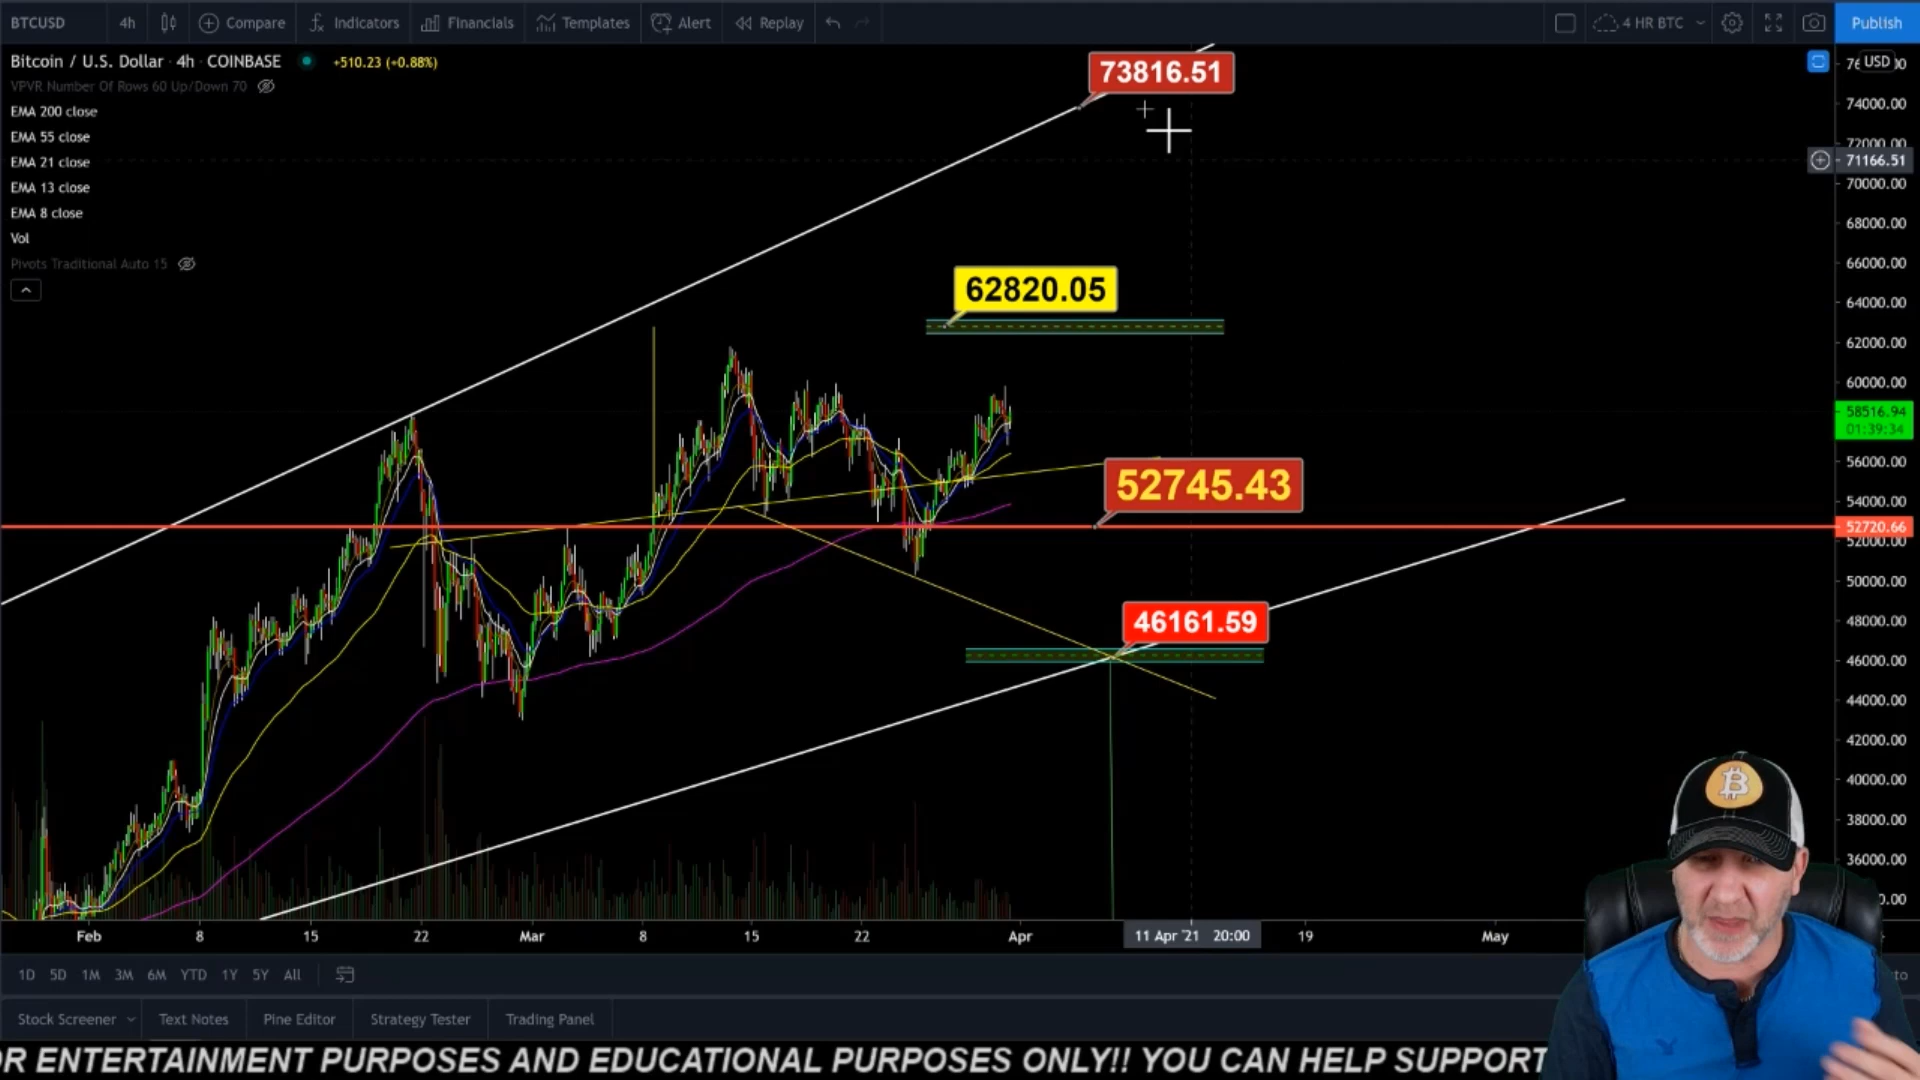 BTCUSD 4h Compare Indicators Financials Templates Alert Replay 4 HR BTC Publish
Bitcoin / U.S. Dollar · 4h · COINBASE +510.23 (+0.88%)
VPVR Number Of Rows 60 Up/Down 70
EMA 200 close
EMA 55 close
EMA 21 close
EMA 13 close
EMA 8 close
Vol
Pivots Traditional Auto 15
73816.51
62820.05
52745.43
46161.59
USD
74000.00
72000.00
71166.51
70000.00
68000.00
66000.00
64000.00
62000.00
60000.00
58516.94
01:39:34
56000.00
54000.00
52720.66
52000.00
50000.00
48000.00
46000.00
44000.00
42000.00
40000.00
38000.00
36000.00
Feb 8 15 22 Mar 8 15 22 Apr 11 Apr '21 20:00 19 May
1D 5D 1M 3M 6M YTD 1Y 5Y All
Stock Screener Text Notes Pine Editor Strategy Tester Trading Panel
OR ENTERTAINMENT PURPOSES AND EDUCATIONAL PURPOSES ONLY!! YOU CAN HELP SUPPORT